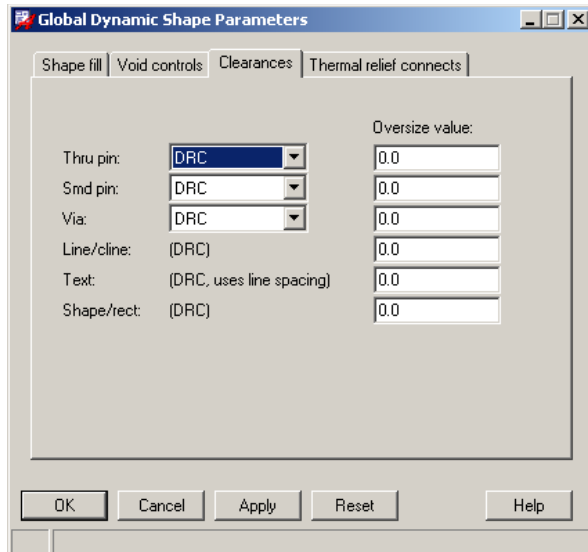 Global Dynamic Shape Parameters
Shape fill Void controls Clearances Thermal relief connects
Oversize value:
Thru pin: DRC 0.0
Smd pin: DRC 0.0
Via: DRC 0.0
Line/cline: (DRC) 0.0
Text: (DRC, uses line spacing) 0.0
Shape/rect: (DRC) 0.0
OK Cancel Apply Reset Help